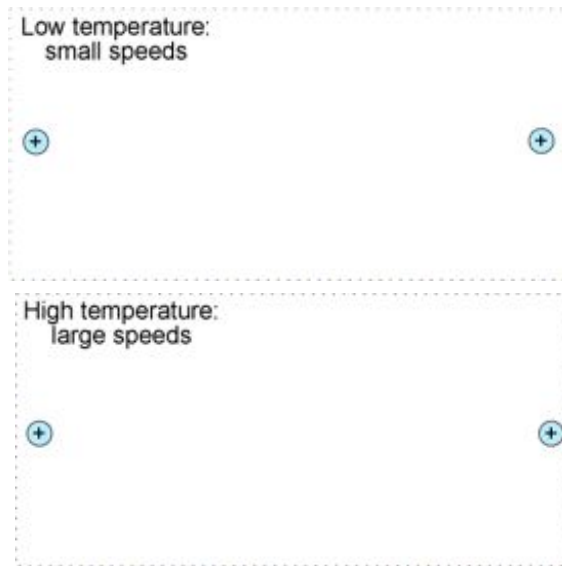 Low temperature:
small speeds
+ +
High temperature:
large speeds
+ +